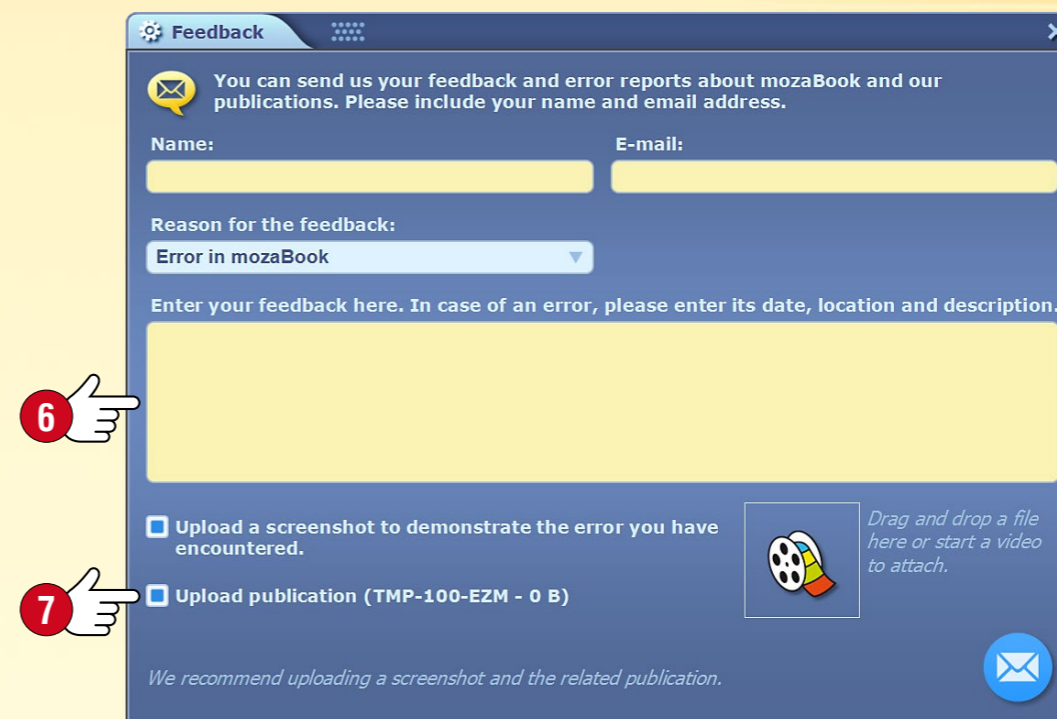 Feedback
You can send us your feedback and error reports about mozaBook and our
publications. Please include your name and email address.
Name:
E-mail:
Reason for the feedback:
Error in mozaBook
Enter your feedback here. In case of an error, please enter its date, location and description.
6
Upload a screenshot to demonstrate the error you have
encountered.
Drag and drop a file
here or start a video
to attach.
7
Upload publication (TMP-100-EZM - 0 B)
We recommend uploading a screenshot and the related publication.